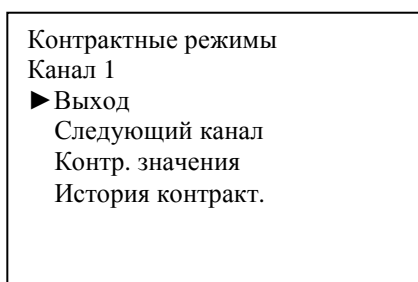 Контрактные режимы
Канал 1
►Выход
Следующий канал
Контр. значения
История контракт.